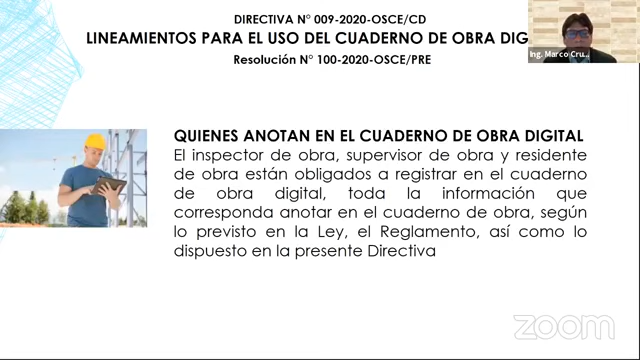 DIRECTIVA N° 009-2020-OSCE/CD
LINEAMIENTOS PARA EL USO DEL CUADERNO DE OBRA DIG
Resolución N° 100-2020-OSCE/PRE
Ing. Marco Cru...
QUIENES ANOTAN EN EL CUADERNO DE OBRA DIGITAL
El inspector de obra, supervisor de obra y residente
de obra están obligados a registrar en el cuaderno
de obra digital, toda la información que
corresponda anotar en el cuaderno de obra, según
lo previsto en la Ley, el Reglamento, así como lo
dispuesto en la presente Directiva
zoom